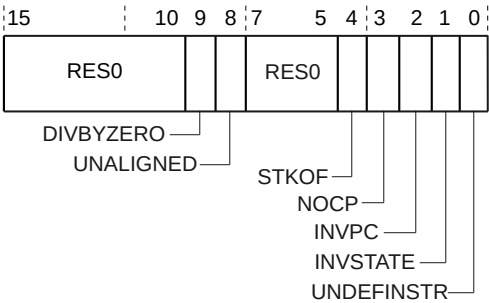 15 10 9 8 7 5 4 3 2 1 0
RES0 RES0
DIVBYZERO
UNALIGNED
STKOF
NOCP
INVPC
INVSTATE
UNDEFINSTR